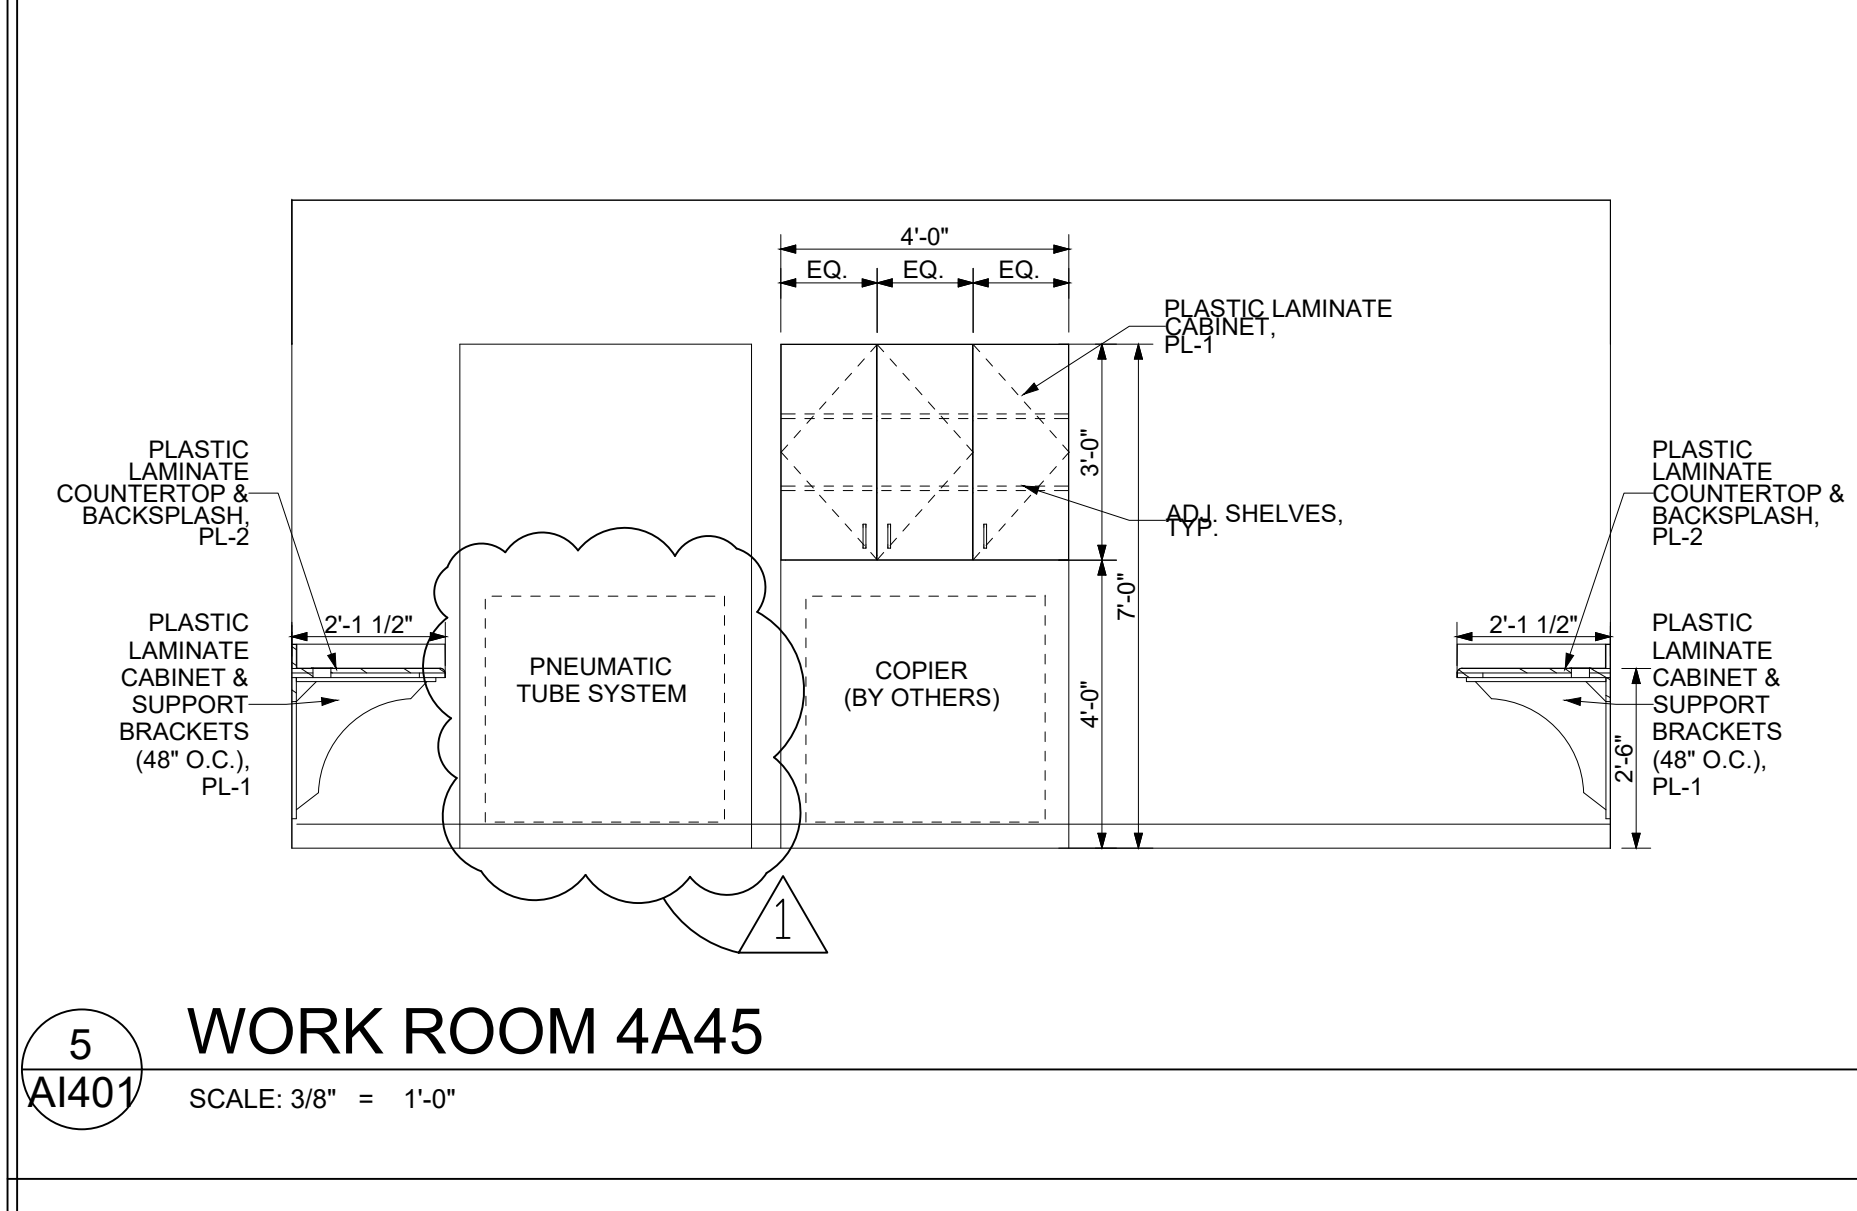 4'-0"
EQ. EQ. EQ.
PLASTIC LAMINATE
CABINET,
PL-1
3'-0"
ADJ. SHELVES,
TYP.
7'-0"
4'-0"
PLASTIC
LAMINATE
COUNTERTOP &
BACKSPLASH,
PL-2
2'-1 1/2"
PLASTIC
LAMINATE
CABINET &
SUPPORT
BRACKETS
(48" O.C.),
PL-1
PNEUMATIC
TUBE SYSTEM
COPIER
(BY OTHERS)
PLASTIC
LAMINATE
COUNTERTOP &
BACKSPLASH,
PL-2
2'-1 1/2"
PLASTIC
LAMINATE
CABINET &
SUPPORT
BRACKETS
(48" O.C.),
PL-1
2'-6"
1
5
AI401
WORK ROOM 4A45
SCALE: 3/8" = 1'-0"